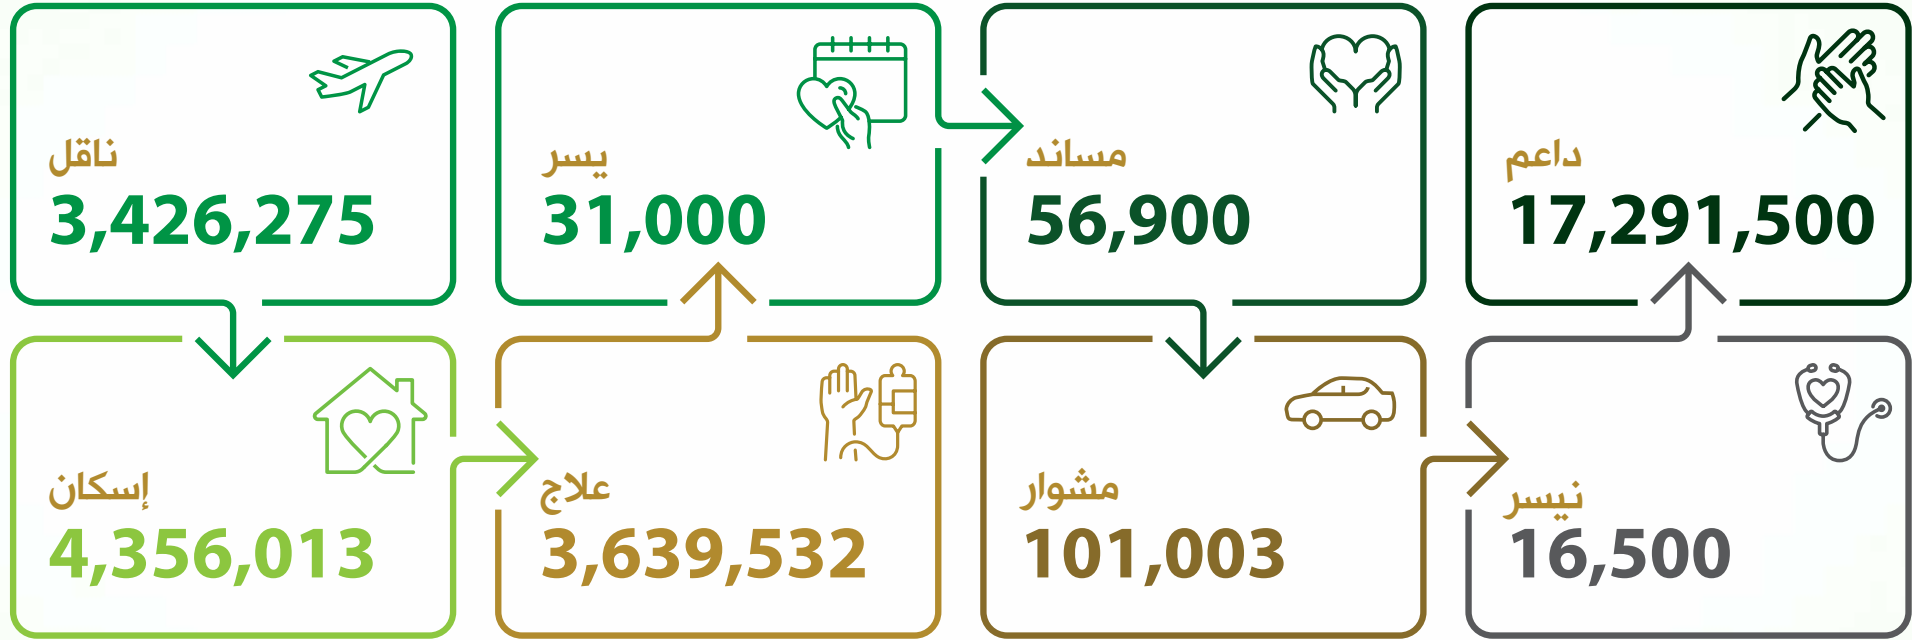 ناقل
3,426,275
إسكان
4,356,013
علاج
3,639,532
يسر
31,000
مساند
56,900
مشوار
101,003
نيسر
16,500
داعم
17,291,500